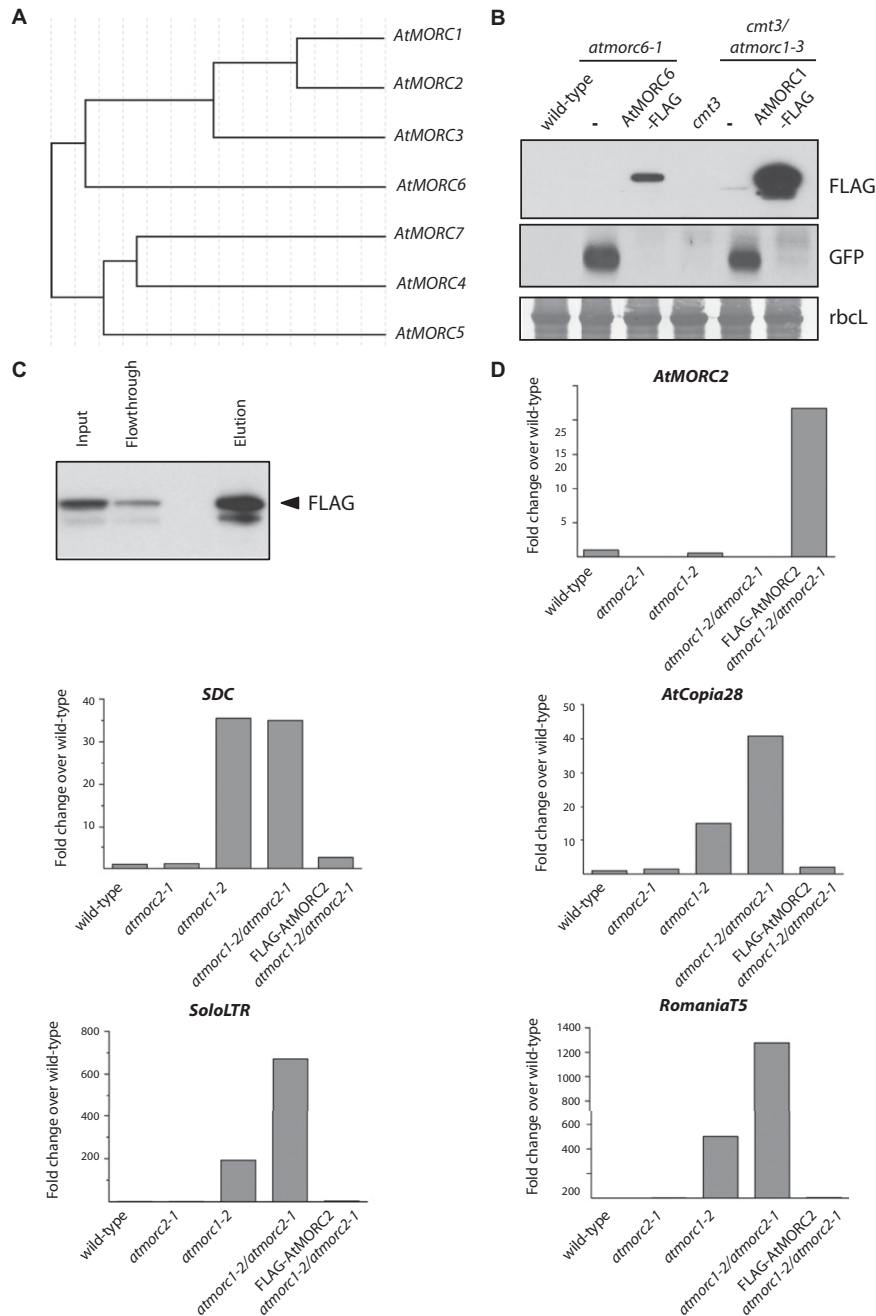 A
AtMORC1
AtMORC2
AtMORC3
AtMORC6
AtMORC7
AtMORC4
AtMORC5
B
atmorc6-1
cmt3/
atmorc1-3
wild-type
-
AtMORC6
-FLAG
cmt3
-
AtMORC1
-FLAG
FLAG
GFP
rbcL
C
Input
Flowthrough
Elution
FLAG
D
AtMORC2
Fold change over wild-type
25
15
20
10
5
wild-type
atmorc2-1
atmorc1-2
atmorc1-2/atmorc2-1
FLAG-AtMORC2
atmorc1-2/atmorc2-1
SDC
Fold change over wild-type
40
35
30
20
10
wild-type
atmorc2-1
atmorc1-2
atmorc1-2/atmorc2-1
FLAG-AtMORC2
atmorc1-2/atmorc2-1
AtCopia28
Fold change over wild-type
50
40
30
20
10
wild-type
atmorc2-1
atmorc1-2
atmorc1-2/atmorc2-1
FLAG-AtMORC2
atmorc1-2/atmorc2-1
SoloLTR
Fold change over wild-type
800
600
400
200
wild-type
atmorc2-1
atmorc1-2
atmorc1-2/atmorc2-1
FLAG-AtMORC2
atmorc1-2/atmorc2-1
RomaniaT5
Fold change over wild-type
1400
1200
1000
800
600
400
200
wild-type
atmorc2-1
atmorc1-2
atmorc1-2/atmorc2-1
FLAG-AtMORC2
atmorc1-2/atmorc2-1